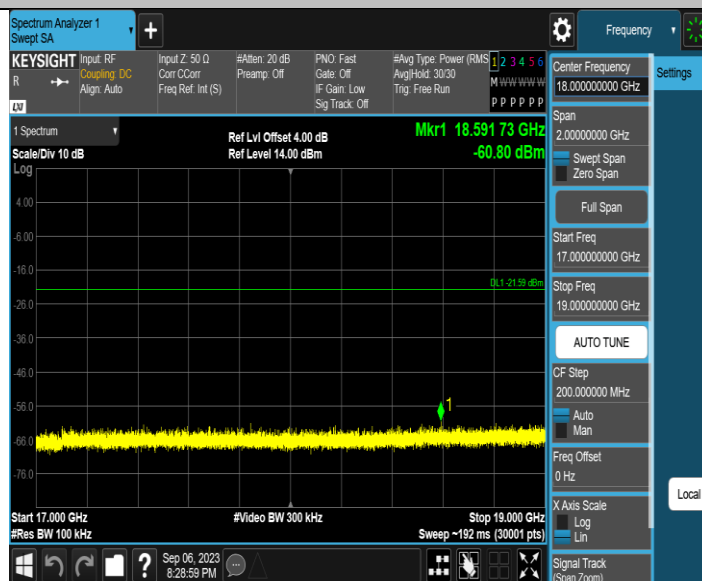 Spectrum Analyzer 1
Swept SA
+
Frequency
KEYSIGHT
R
LXI
Input: RF
Coupling: DC
Align: Auto
Input Z: 50 Ω
Corr CCorr
Freq Ref: Int (S)
#Atten: 20 dB
Preamp: Off
PNO: Fast
Gate: Off
IF Gain: Low
Sig Track: Off
#Avg Type: Power (RMS
Avg|Hold: 30/30
Trig: Free Run
1 2 3 4 5 6
M W W W W W
P P P P P P
1 Spectrum
Scale/Div 10 dB
Ref Lvl Offset 4.00 dB
Ref Level 14.00 dBm
Mkr1 18.591 73 GHz
-60.80 dBm
Log
4.00
-6.00
-16.0
-26.0
-36.0
-46.0
-56.0
-66.0
-76.0
DL1 -21.59 dBm
1
Start 17.000 GHz
#Res BW 100 kHz
#Video BW 300 kHz
Stop 19.000 GHz
Sweep ~192 ms (30001 pts)
?
Sep 06, 2023
8:28:59 PM
Center Frequency
18.00000000 GHz
Settings
Span
2.00000000 GHz
Swept Span
Zero Span
Full Span
Start Freq
17.000000000 GHz
Stop Freq
19.000000000 GHz
AUTO TUNE
CF Step
200.000000 MHz
Auto
Man
Freq Offset
0 Hz
X Axis Scale
Log
Lin
Local
Signal Track
(Span Zoom)